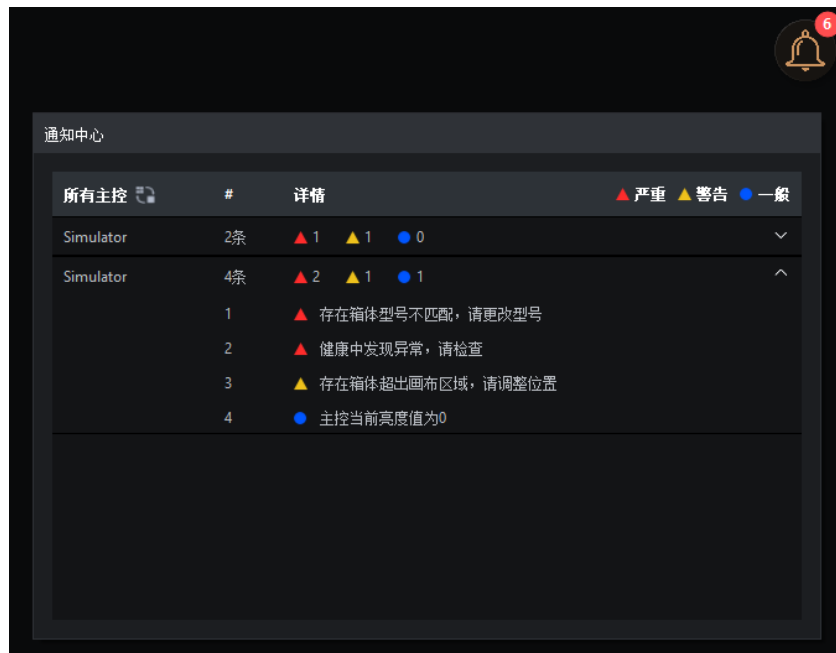 6
通知中心
所有主控 # 详情 严重 警告 一般
Simulator 2条 1 1 0
Simulator 4条 2 1 1
1 存在箱体型号不匹配，请更改型号
2 健康中发现异常，请检查
3 存在箱体超出画布区域，请调整位置
4 主控当前亮度值为0